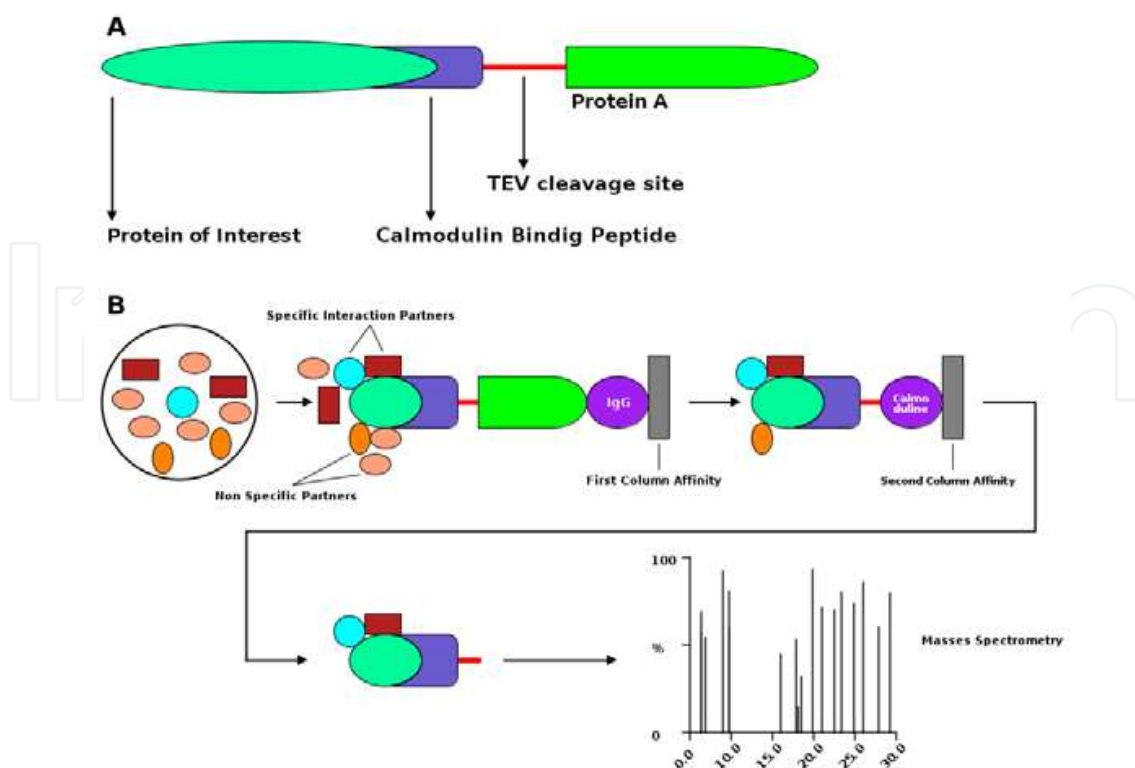 A
Protein A
TEV cleavage site
Protein of Interest
Calmodulin Bindig Peptide
B
Specific Interaction Partners
IgG
Calmo
duline
First Column Affinity
Second Column Affinity
Non Specific Partners
100
%
0
Masses Spectrometry
0.0
10.0
15.0
20.0
25.0
30.0